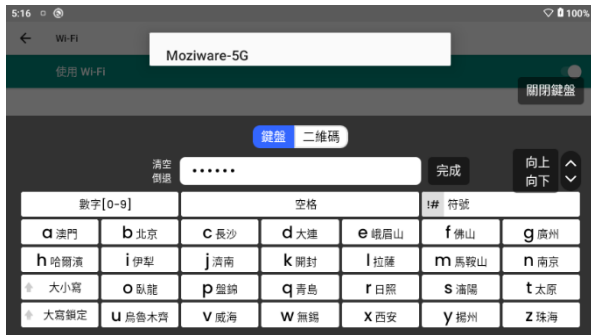 5:16 100%
Wi-Fi
Moziware-5G
使用 Wi-Fi
關閉鍵盤
鍵盤 二維碼
清空
倒退
••••••
完成
向上
向下
數字[0-9] 空格 !# 符號
a 澳門 b 北京 c 長沙 d 大連 e 峨眉山 f 佛山 g 廣州
h 哈爾濱 i 伊犁 j 濟南 k 開封 l 拉薩 m 馬鞍山 n 南京
大小寫 o 臥龍 p 盤錦 q 青島 r 日照 s 瀋陽 t 太原
大寫鎖定 u 烏魯木齊 v 威海 w 無錫 x 西安 y 揚州 z 珠海